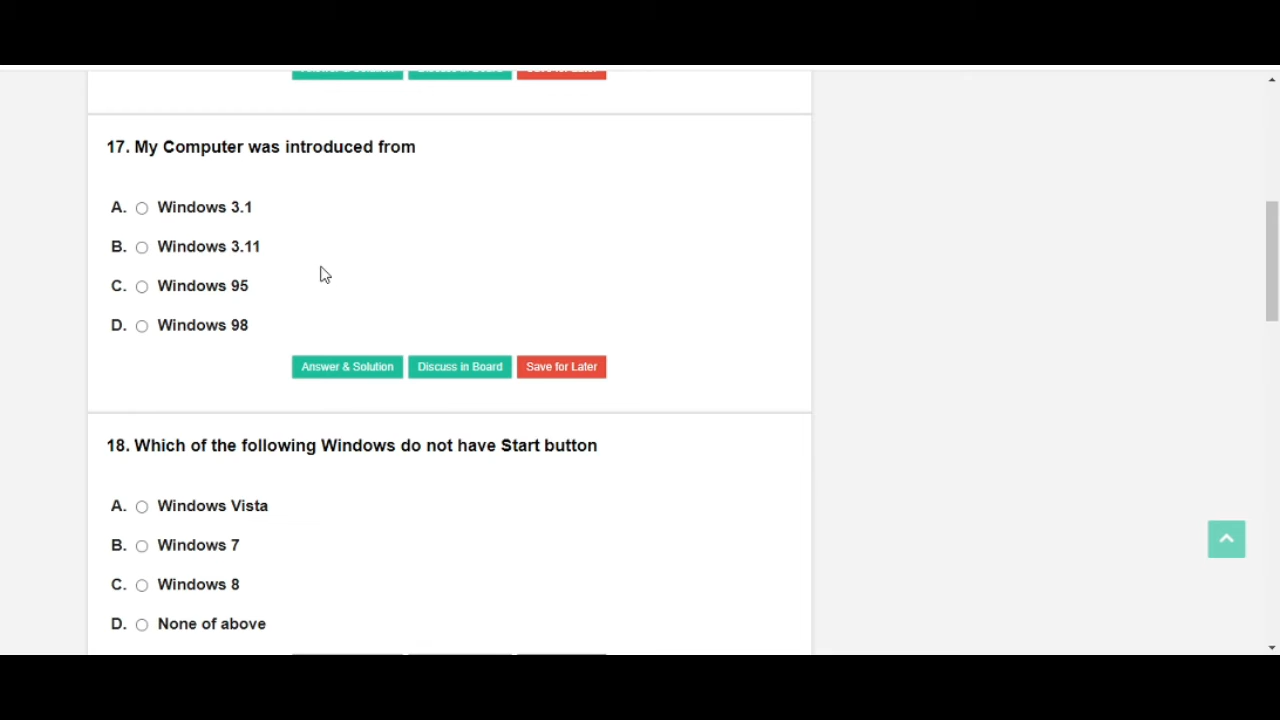 17. My Computer was introduced from
A. Windows 3.1
B. Windows 3.11
C. Windows 95
D. Windows 98
Answer & Solution Discuss in Board Save for Later
18. Which of the following Windows do not have Start button
A. Windows Vista
B. Windows 7
C. Windows 8
D. None of above